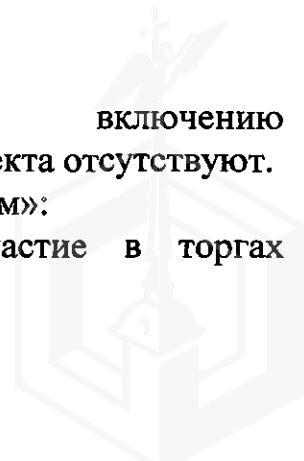 включению
екта отсутствуют.
м»:
астие в торгах